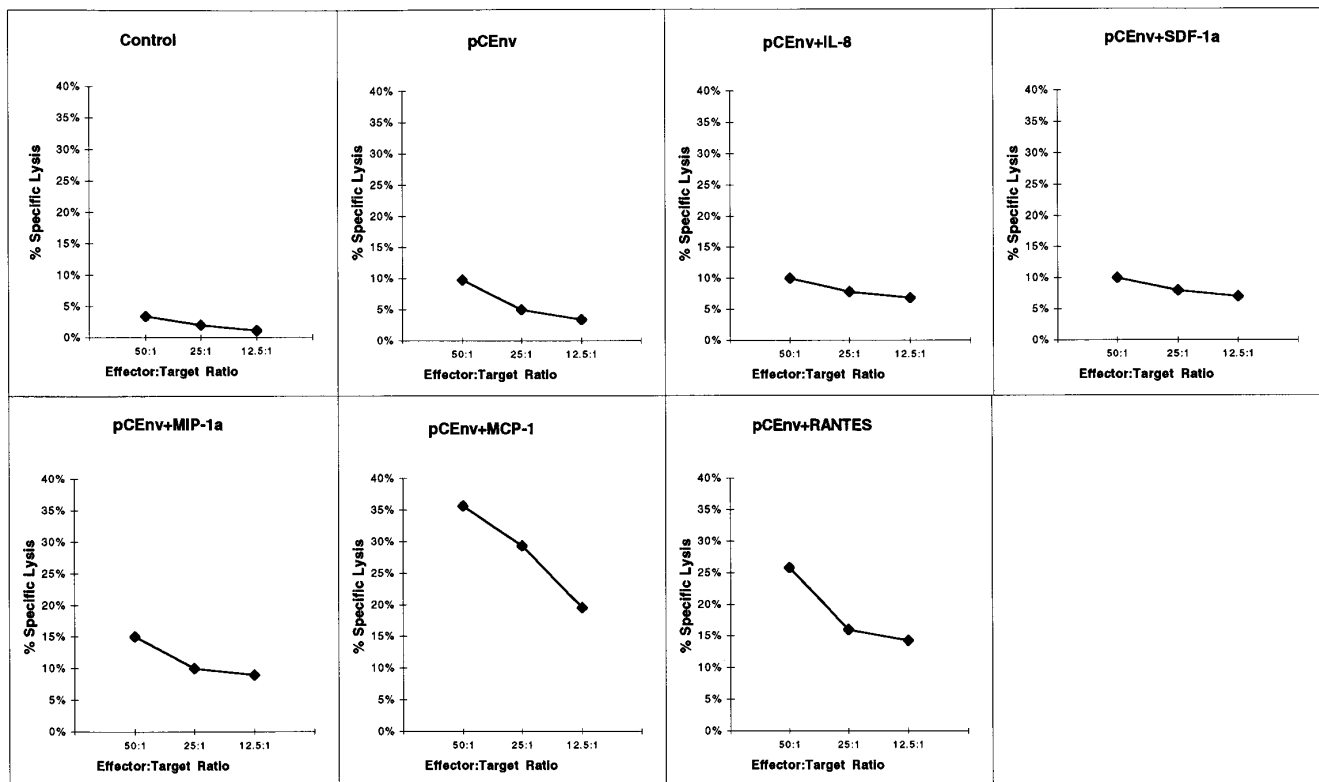 Control
% Specific Lysis
40%
35%
30%
25%
20%
15%
10%
5%
0%
50:1 25:1 12.5:1
Effector:Target Ratio
pCEnv
% Specific Lysis
40%
35%
30%
25%
20%
15%
10%
5%
0%
50:1 25:1 12.5:1
Effector:Target Ratio
pCEnv+IL-8
% Specific Lysis
40%
35%
30%
25%
20%
15%
10%
5%
0%
50:1 25:1 12.5:1
Effector:Target Ratio
pCEnv+SDF-1a
% Specific Lysis
40%
35%
30%
25%
20%
15%
10%
5%
0%
50:1 25:1 12.5:1
Effector:Target Ratio
pCEnv+MIP-1a
% Specific Lysis
40%
35%
30%
25%
20%
15%
10%
5%
0%
50:1 25:1 12.5:1
Effector:Target Ratio
pCEnv+MCP-1
% Specific Lysis
40%
35%
30%
25%
20%
15%
10%
5%
0%
50:1 25:1 12.5:1
Effector:Target Ratio
pCEnv+RANTES
% Specific Lysis
40%
35%
30%
25%
20%
15%
10%
5%
0%
50:1 25:1 12.5:1
Effector:Target Ratio